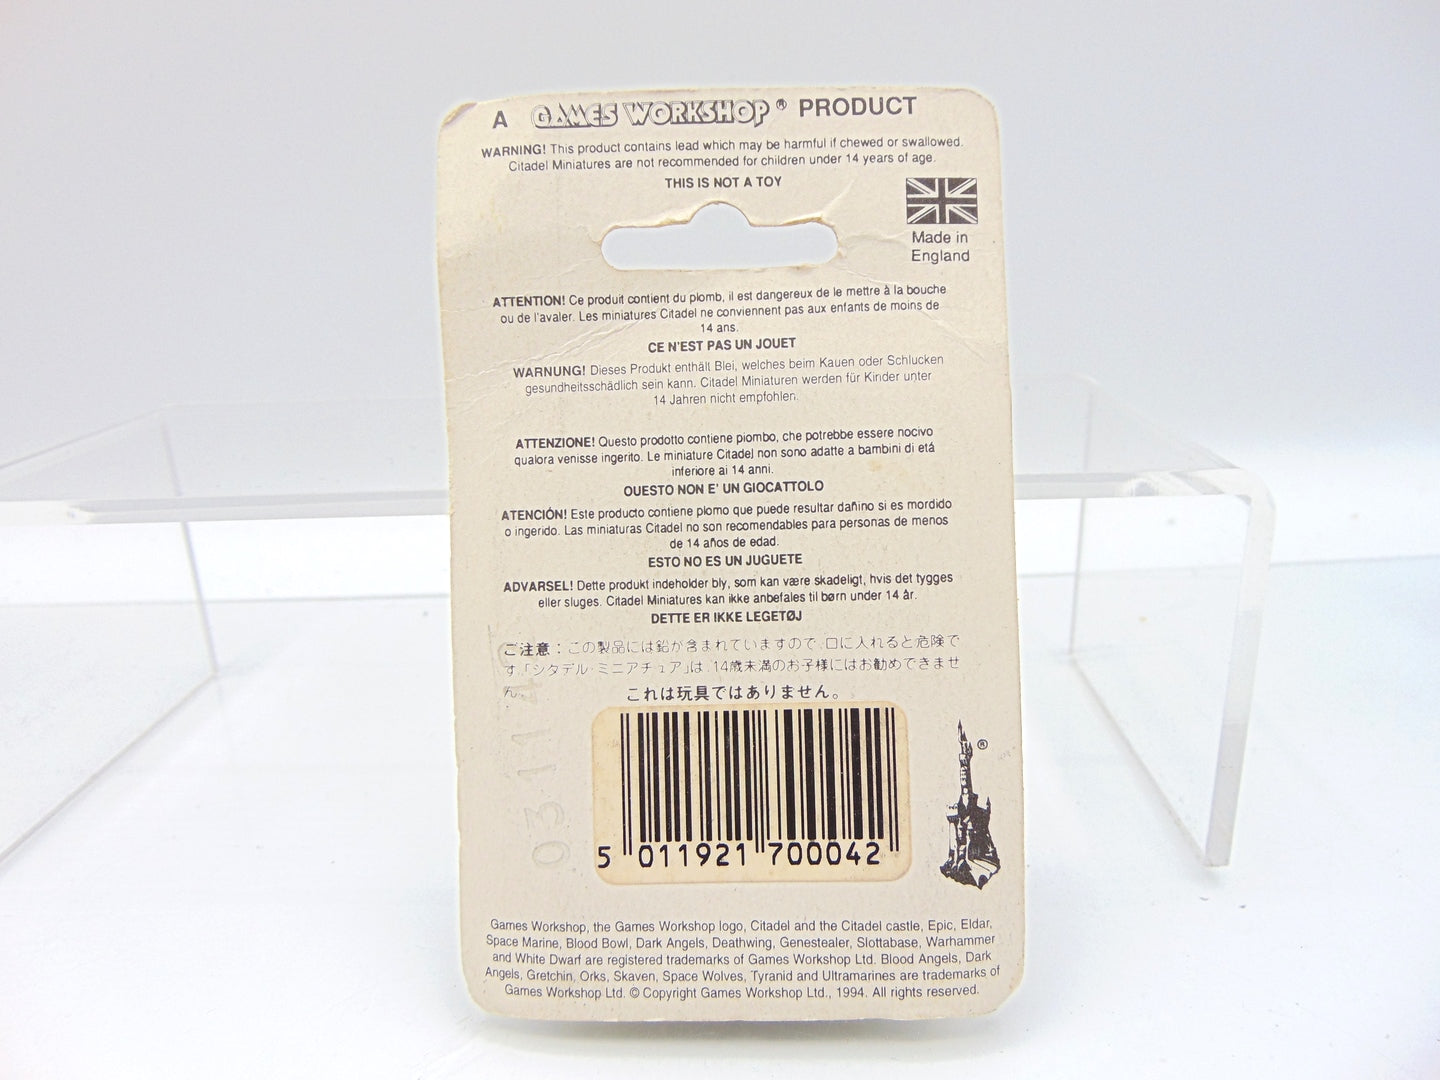 A GAMES WORKSHOP® PRODUCT
WARNING! This product contains lead which may be harmful if chewed or swallowed.
Citadel Miniatures are not recommended for children under 14 years of age.
THIS IS NOT A TOY
Made in
England
ATTENTION! Ce produit contient du plomb, il est dangereux de le mettre à la bouche
ou de l'avaler. Les miniatures Citadel ne conviennent pas aux enfants de moins de
14 ans.
CE N'EST PAS UN JOUET
WARNUNG! Dieses Produkt enthält Blei, welches beim Kauen oder Schlucken
gesundheitsschädlich sein kann. Citadel Miniaturen werden für Kinder unter
14 Jahren nicht empfohlen.
ATTENZIONE! Questo prodotto contiene piombo, che potrebbe essere nocivo
qualora venisse ingerito. Le miniature Citadel non sono adatte a bambini di etá
inferiore ai 14 anni.
QUESTO NON E' UN GIOCATTOLO
ATENCIÓN! Este producto contiene plomo que puede resultar dañino si es mordido
o ingerido. Las miniaturas Citadel no son recomendables para personas de menos
de 14 años de edad.
ESTO NO ES UN JUGUETE
ADVARSEL! Dette produkt indeholder bly, som kan være skadeligt, hvis det tygges
eller sluges. Citadel Miniatures kan ikke anbefales til børn under 14 år.
DETTE ER IKKE LEGETØJ
ご注意：この製品には鉛が含まれていますので、口に入れると危険で
す。「シタデル・ミニアチュア」は、14歳未満のお子様にはお勧めできませ
ん。
これは玩具ではありません。
5 011921 700042
®
Games Workshop, the Games Workshop logo, Citadel and the Citadel castle, Epic, Eldar,
Space Marine, Blood Bowl, Dark Angels, Deathwing, Genestealer, Slottabase, Warhammer
and White Dwarf are registered trademarks of Games Workshop Ltd. Blood Angels, Dark
Angels, Gretchin, Orks, Skaven, Space Wolves, Tyranid and Ultramarines are trademarks of
Games Workshop Ltd. © Copyright Games Workshop Ltd., 1994. All rights reserved.